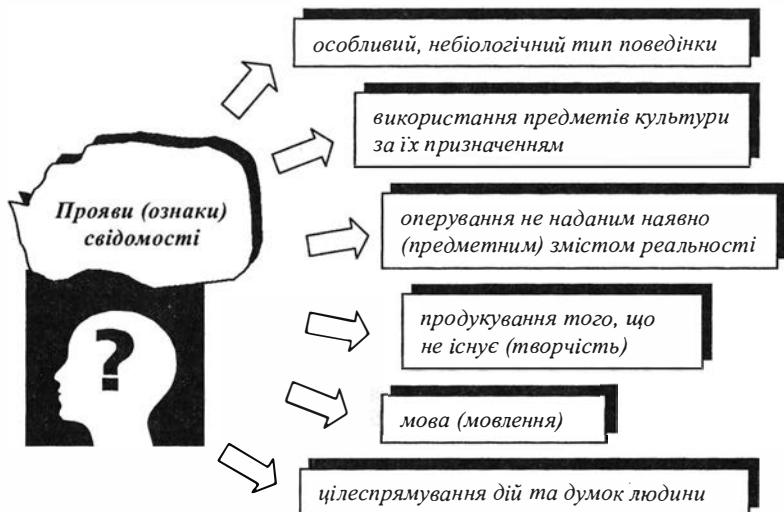 особливий, небіологічний тип поведінки
використання предметів культури
за їх призначенням
Прояви (ознаки)
свідомості
оперування не наданим наявно
(предметним) змістом реальності
продукування того, що
не існує (творчість)
?
мова (мовлення)
цілеспрямування дій та думок людини